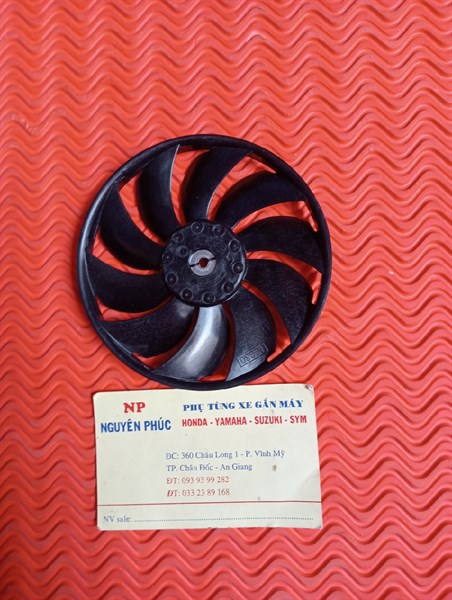 NP
NGUYÊN PHÚC
PHỤ TÙNG XE GẮN MÁY
HONDA - YAMAHA - SUZUKI - SYM
ĐC: 360 Châu Long 1 - P. Vĩnh Mỹ
TP. Châu Đốc - An Giang
ĐT: 093 93 99 282
ĐT: 033 23 89 168
NV sale: